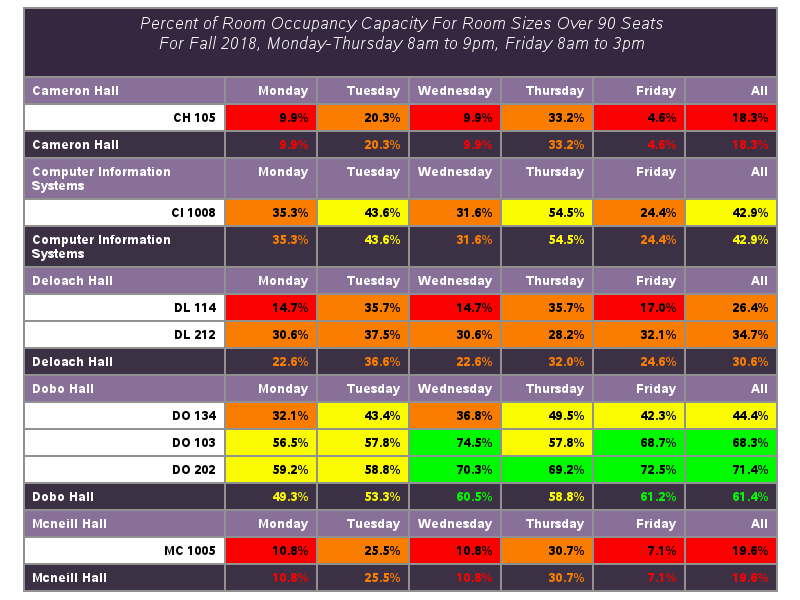 Percent of Room Occupancy Capacity For Room Sizes Over 90 Seats
For Fall 2018, Monday-Thursday 8am to 9pm, Friday 8am to 3pm
Cameron Hall Monday Tuesday Wednesday Thursday Friday All
CH 105 9.9% 20.3% 9.9% 33.2% 4.6% 18.3%
Cameron Hall 9.9% 20.3% 9.9% 33.2% 4.6% 18.3%
Computer Information Monday Tuesday Wednesday Thursday Friday All
Systems
CI 1008 35.3% 43.6% 31.6% 54.5% 24.4% 42.9%
Computer Information 35.3% 43.6% 31.6% 54.5% 24.4% 42.9%
Systems
Deloach Hall Monday Tuesday Wednesday Thursday Friday All
DL 114 14.7% 35.7% 14.7% 35.7% 17.0% 26.4%
DL 212 30.6% 37.5% 30.6% 28.2% 32.1% 34.7%
Deloach Hall 22.6% 36.6% 22.6% 32.0% 24.6% 30.6%
Dobo Hall Monday Tuesday Wednesday Thursday Friday All
DO 134 32.1% 43.4% 36.8% 49.5% 42.3% 44.4%
DO 103 56.5% 57.8% 74.5% 57.8% 68.7% 68.3%
DO 202 59.2% 58.8% 70.3% 69.2% 72.5% 71.4%
Dobo Hall 49.3% 53.3% 60.5% 58.8% 61.2% 61.4%
Mcneill Hall Monday Tuesday Wednesday Thursday Friday All
MC 1005 10.8% 25.5% 10.8% 30.7% 7.1% 19.6%
Mcneill Hall 10.8% 25.5% 10.8% 30.7% 7.1% 19.6%